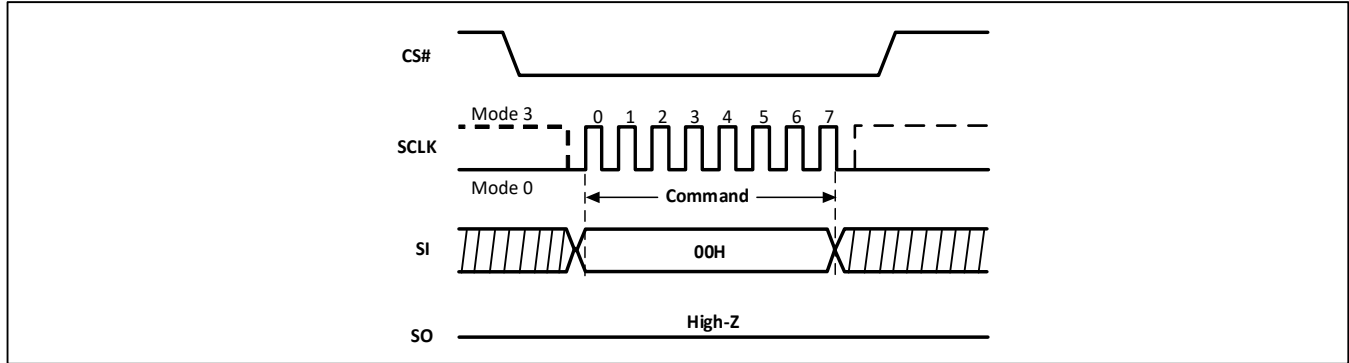 CS#
Mode 3
0 1 2 3 4 5 6 7
SCLK
Mode 0
Command
SI
00H
High-Z
SO